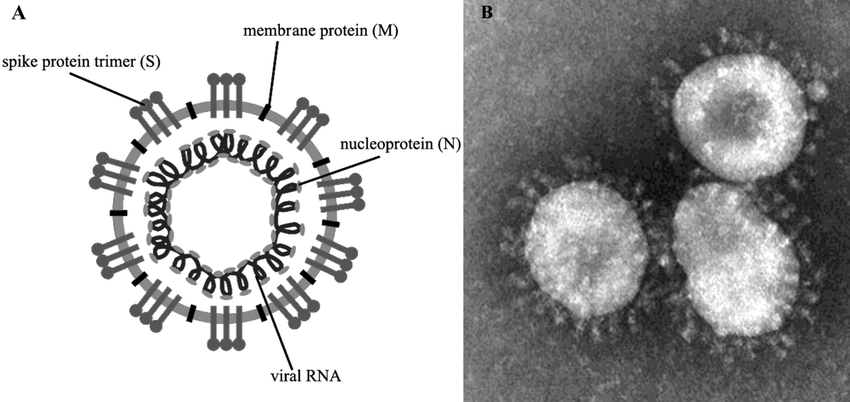 A
B
membrane protein (M)
spike protein trimer (S)
nucleoprotein (N)
viral RNA